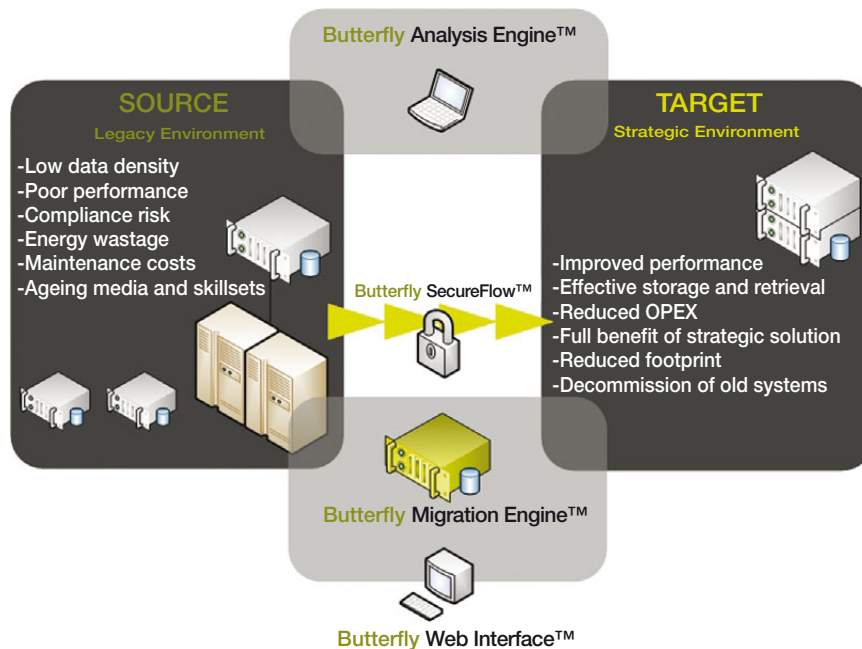 Butterfly Analysis Engine™
SOURCE
Legacy Environment
-Low data density
-Poor performance
-Compliance risk
-Energy wastage
-Maintenance costs
-Ageing media and skillsets
Butterfly SecureFlow™
TARGET
Strategic Environment
-Improved performance
-Effective storage and retrieval
-Reduced OPEX
-Full benefit of strategic solution
-Reduced footprint
-Decommission of old systems
Butterfly Migration Engine™
Butterfly Web Interface™